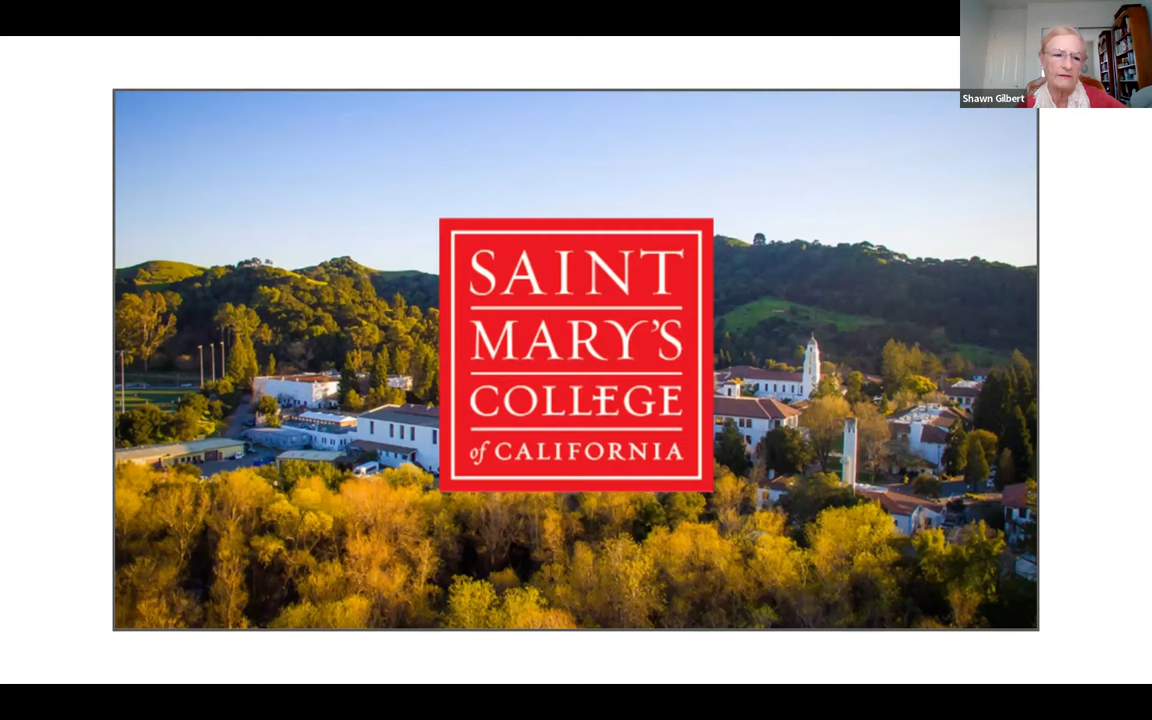 Shawn Gilbert
SAINT
MARY'S
COLLEGE
of CALIFORNIA